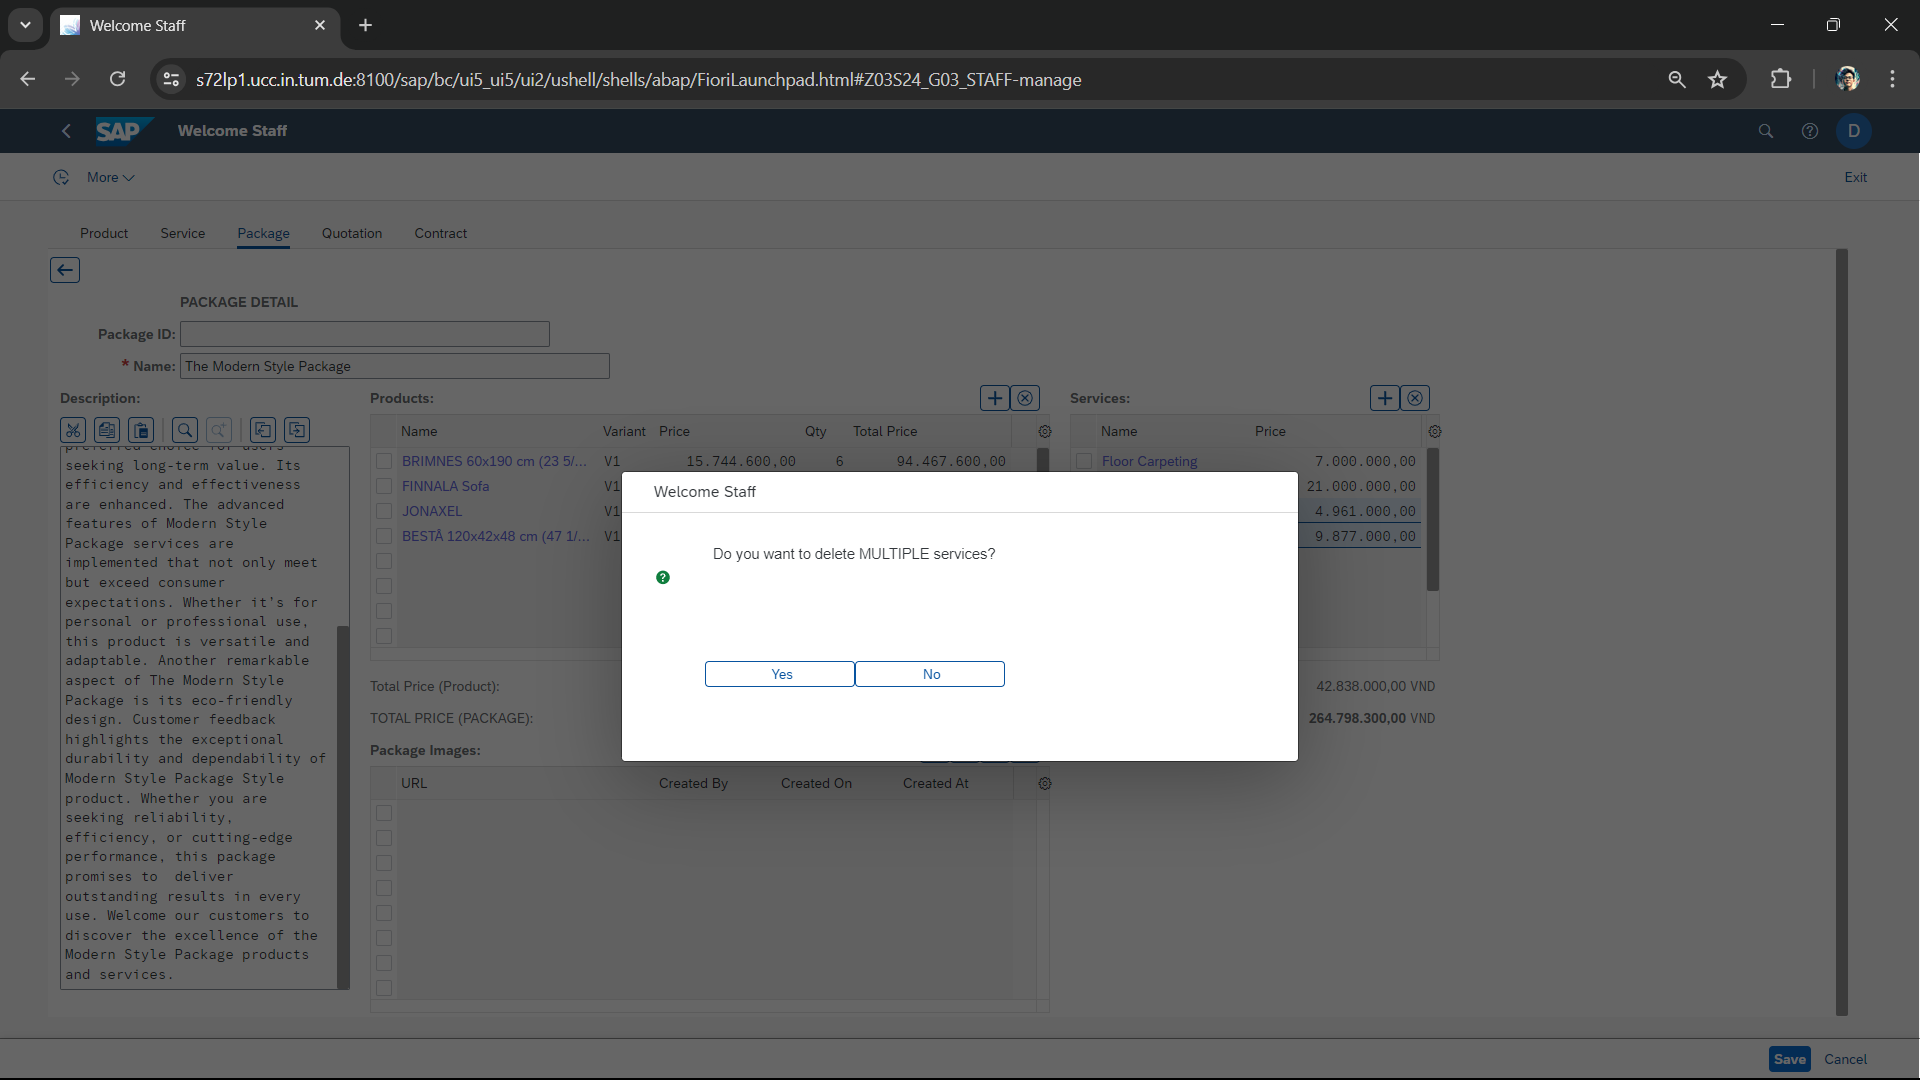 Welcome Staff
s72lp1.ucc.in.tum.de:8100/sap/bc/ui5_ui5/ui2/ushell/shells/abap/FioriLaunchpad.html#Z03S24_G03_STAFF-manage
SAP Welcome Staff D
More Exit
Product Service Package Quotation Contract
PACKAGE DETAIL
Package ID:
* Name: The Modern Style Package
Description:
seeking long-term value. Its
efficiency and effectiveness
are enhanced. The advanced
features of Modern Style
Package services are
implemented that not only meet
but exceed consumer
expectations. Whether it's for
personal or professional use,
this product is versatile and
adaptable. Another remarkable
aspect of The Modern Style
Package is its eco-friendly
design. Customer feedback
highlights the exceptional
durability and dependability of
Modern Style Package Style
product. Whether you are
seeking reliability,
efficiency, or cutting-edge
performance, this package
promises to  deliver
outstanding results in every
use. Welcome our customers to
discover the excellence of the
Modern Style Package products
and services.
Products:
Name Variant Price Qty Total Price
BRIMNES 60x190 cm (23 5/... V1 15.744.600,00 6 94.467.600,00
FINNALA Sofa V1
JONAXEL V1
BESTÅ 120x42x48 cm (47 1/... V1
Services:
Name Price
Floor Carpeting 7.000.000,00
21.000.000,00
4.961.000,00
9.877.000,00
Welcome Staff
Do you want to delete MULTIPLE services?
Yes No
Total Price (Product): 42.838.000,00 VND
TOTAL PRICE (PACKAGE): 264.798.300,00 VND
Package Images:
URL Created By Created On Created At
Save Cancel